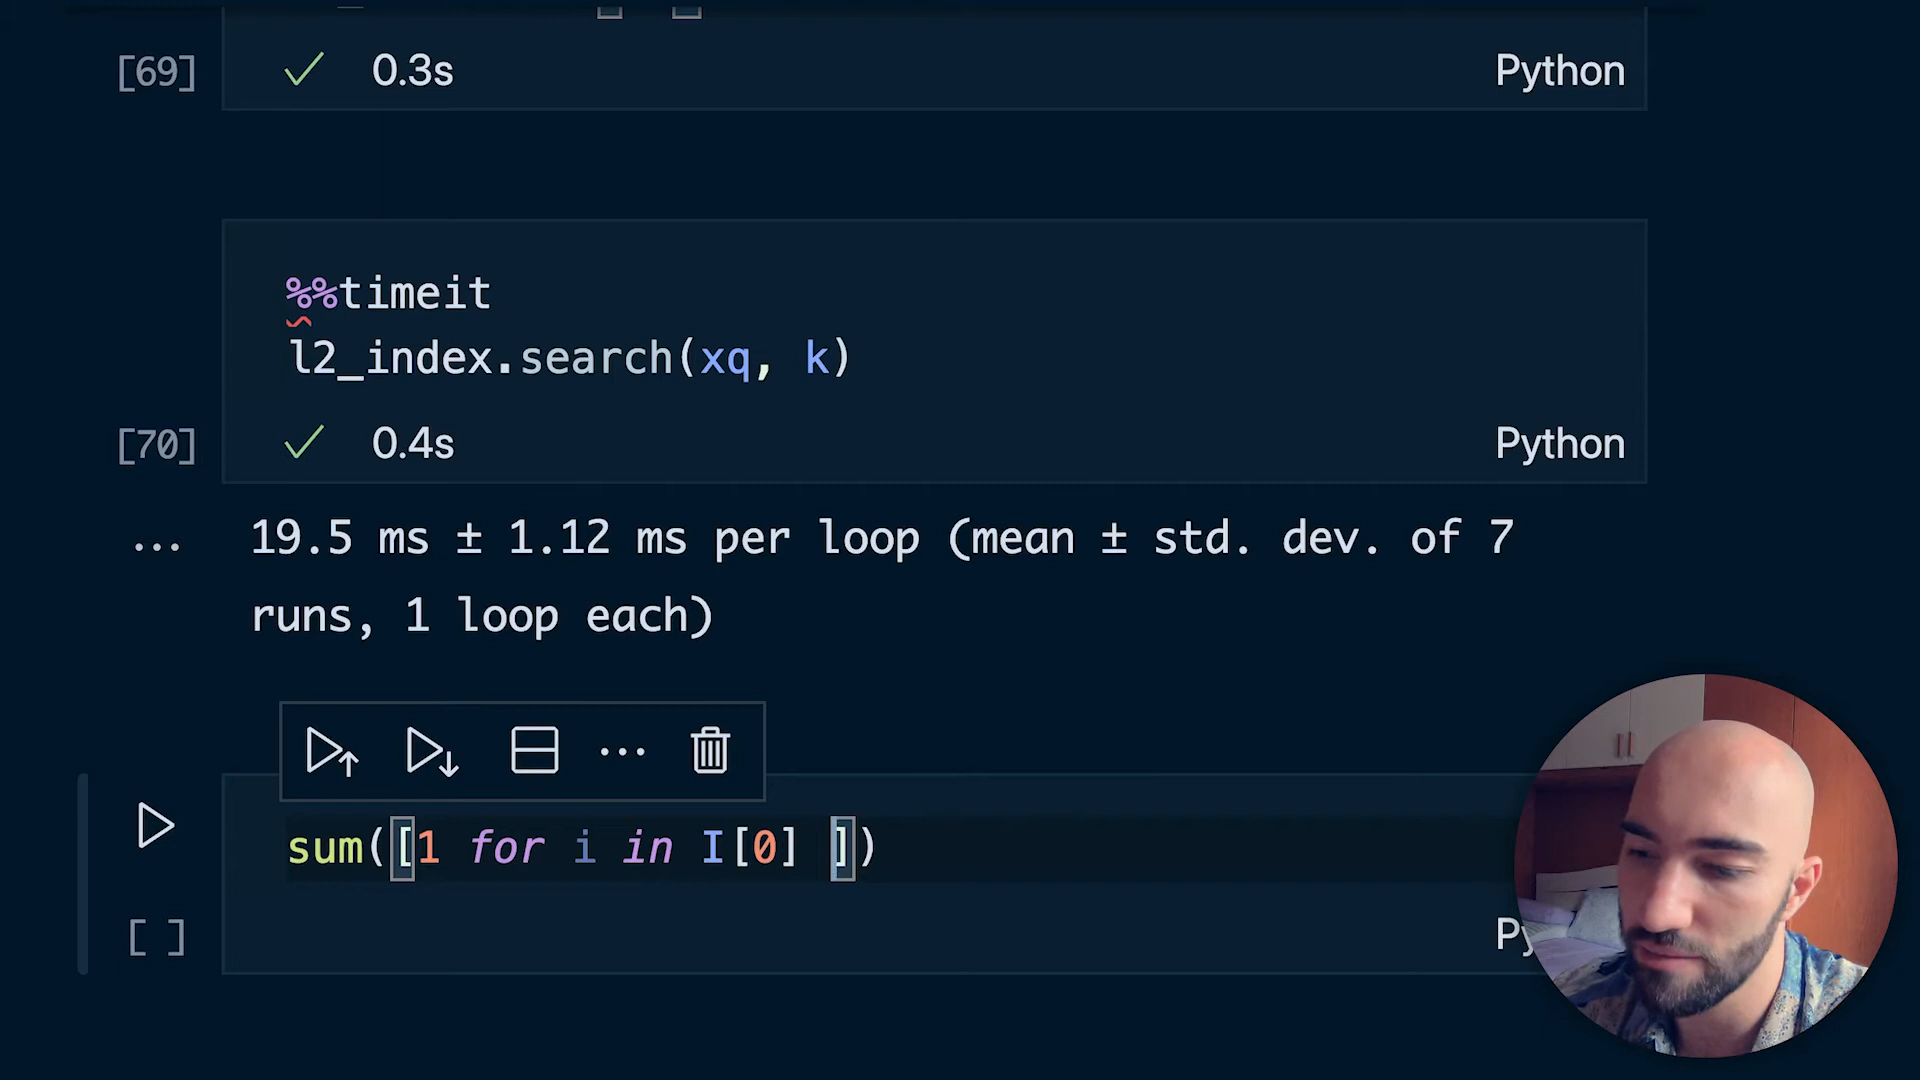 [69] 0.3s Python
%%timeit
l2_index.search(xq, k)
[70] 0.4s Python
... 19.5 ms ± 1.12 ms per loop (mean ± std. dev. of 7
runs, 1 loop each)
sum([1 for i in I[0] ])
[ ] Py